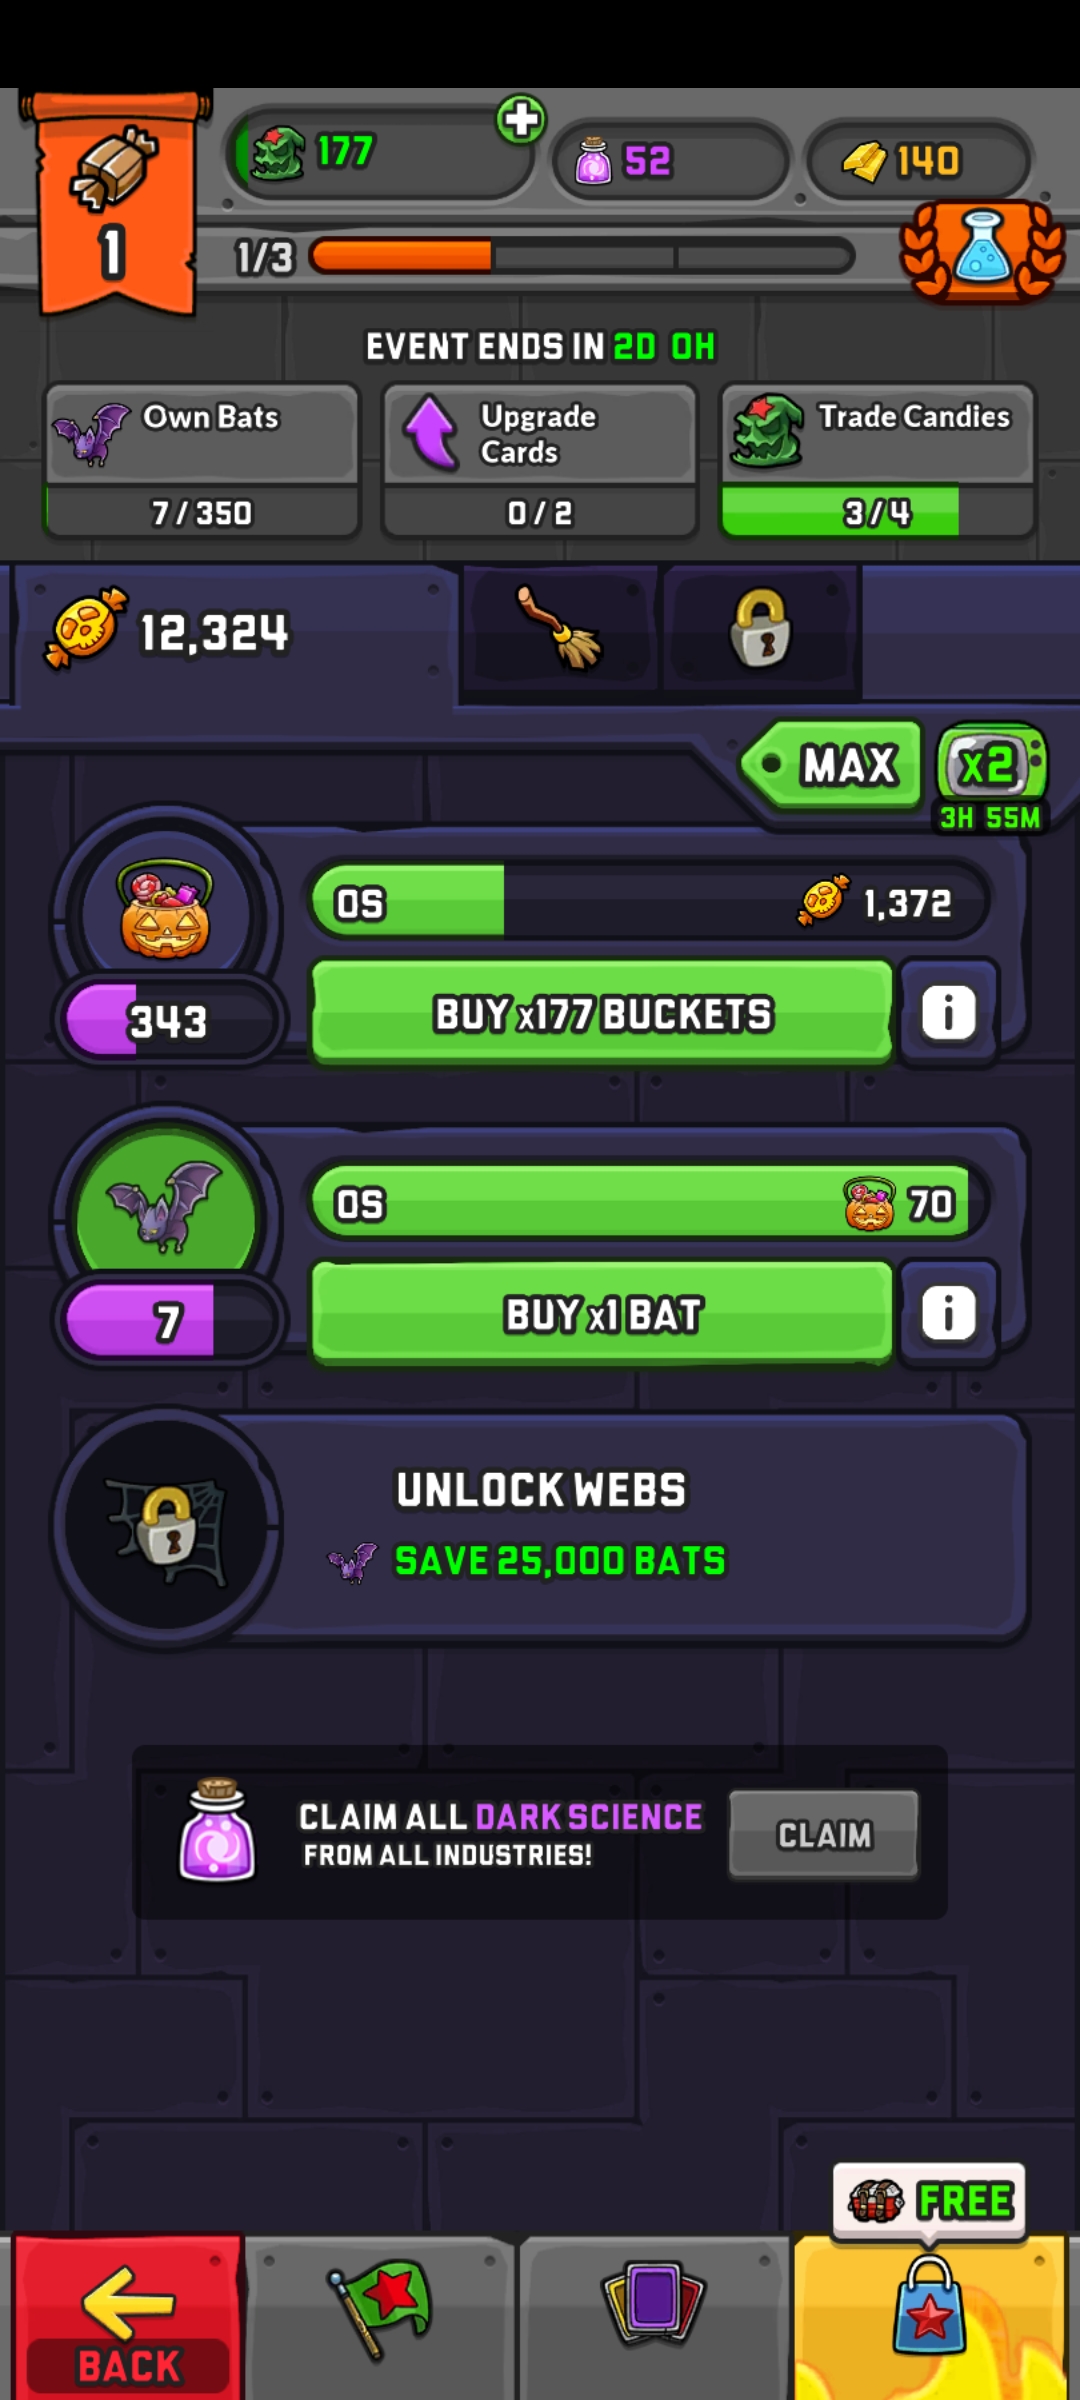 177
52
140
1
1/3
EVENT ENDS IN 2D 0H
Own Bats
Upgrade
Cards
Trade Candies
7 / 350
0 / 2
3 / 4
12,324
MAX
x2
3H 55M
0S
1,372
343
BUY x177 BUCKETS
i
0S
70
7
BUY x1 BAT
i
UNLOCK WEBS
SAVE 25,000 BATS
CLAIM ALL DARK SCIENCE
FROM ALL INDUSTRIES!
CLAIM
FREE
BACK